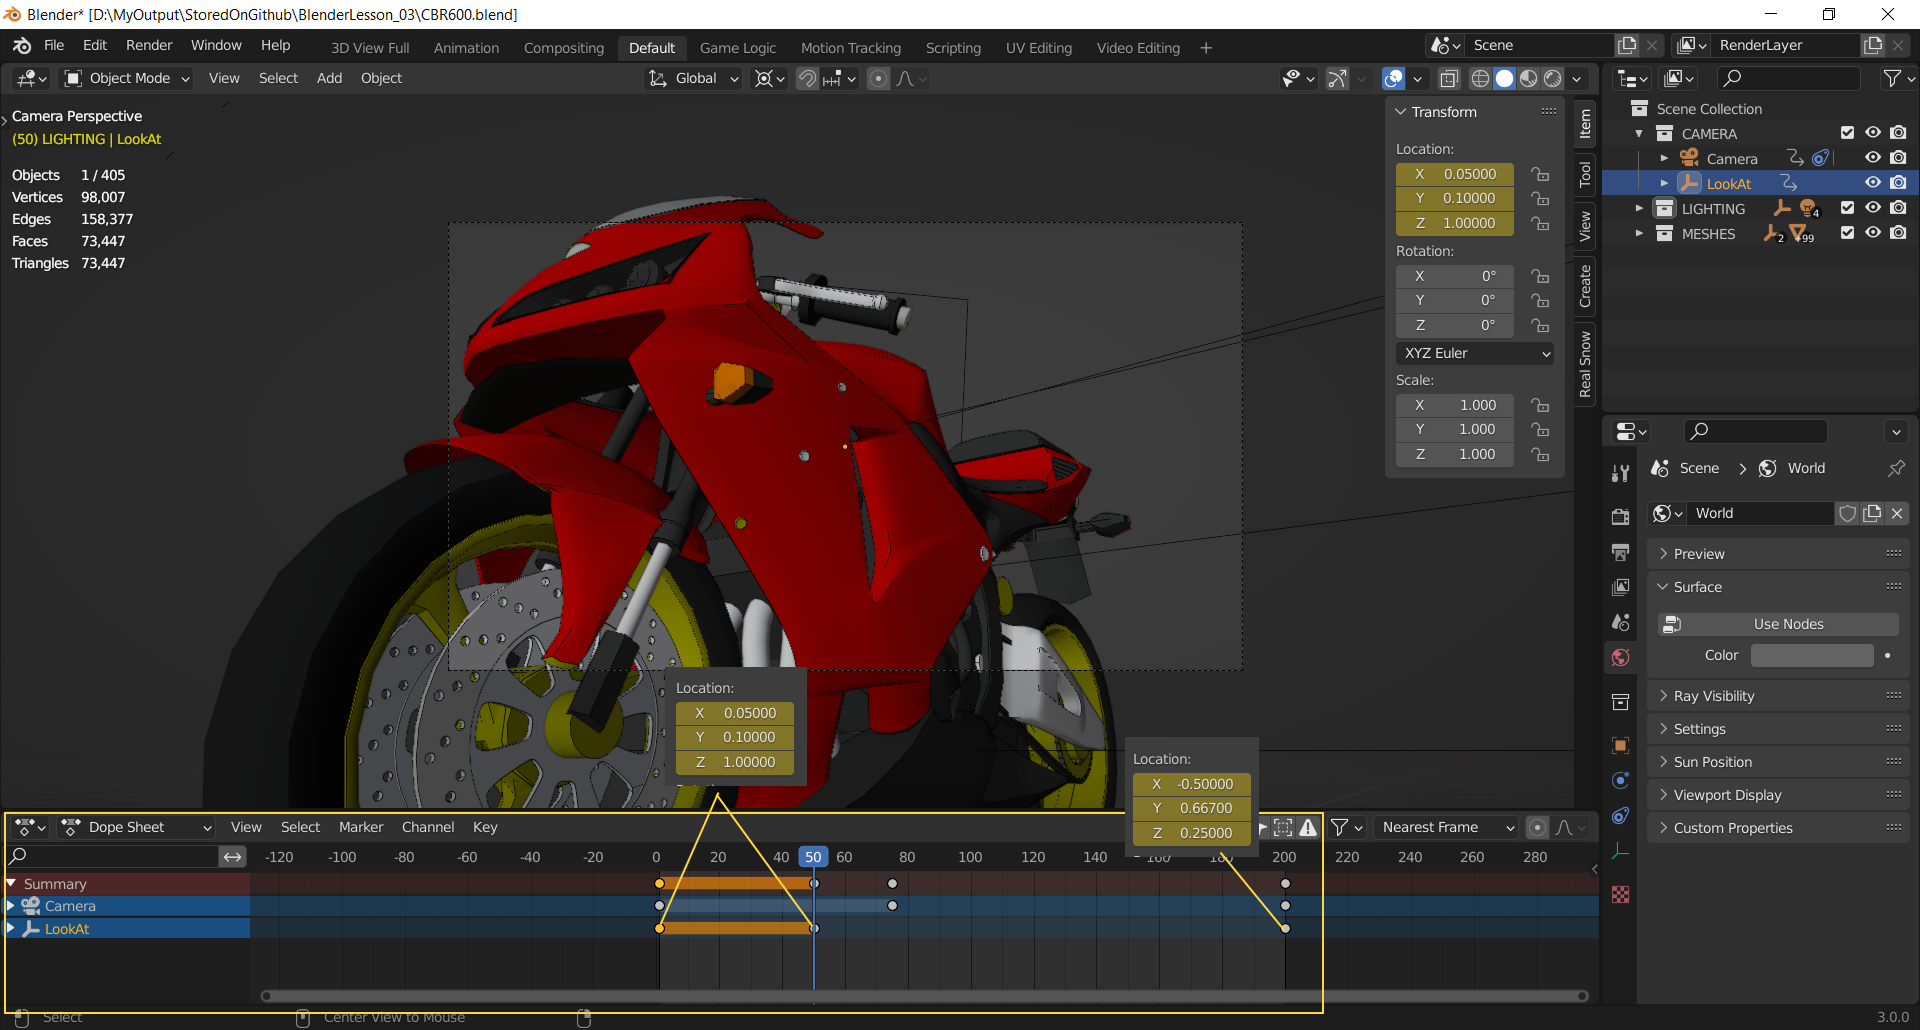 Blender* [D:\MyOutput\StoredOnGithub\BlenderLesson_03\CBR600.blend]
File Edit Render Window Help 3D View Full Animation Compositing Default Game Logic Motion Tracking Scripting UV Editing Video Editing + Scene RenderLayer
Object Mode View Select Add Object Global
Camera Perspective
(50) LIGHTING | LookAt
Objects 1 / 405
Vertices 98,007
Edges 158,377
Faces 73,447
Triangles 73,447
Transform
Location:
X 0.05000
Y 0.10000
Z 1.00000
Rotation:
X 0°
Y 0°
Z 0°
XYZ Euler
Scale:
X 1.000
Y 1.000
Z 1.000
Item
Tool
View
Create
Real Snow
Scene Collection
CAMERA
Camera
LookAt
LIGHTING 4
MESHES 2 +99
Scene > World
World
Preview
Surface
Use Nodes
Color
Ray Visibility
Settings
Sun Position
Viewport Display
Custom Properties
Location:
X 0.05000
Y 0.10000
Z 1.00000
Location:
X -0.50000
Y 0.66700
Z 0.25000
Dope Sheet View Select Marker Channel Key Nearest Frame
-120 -100 -80 -60 -40 -20 0 20 40 50 60 80 100 120 140 160 180 200 220 240 260 280
Summary
Camera
LookAt
Select Center View to Mouse 3.0.0